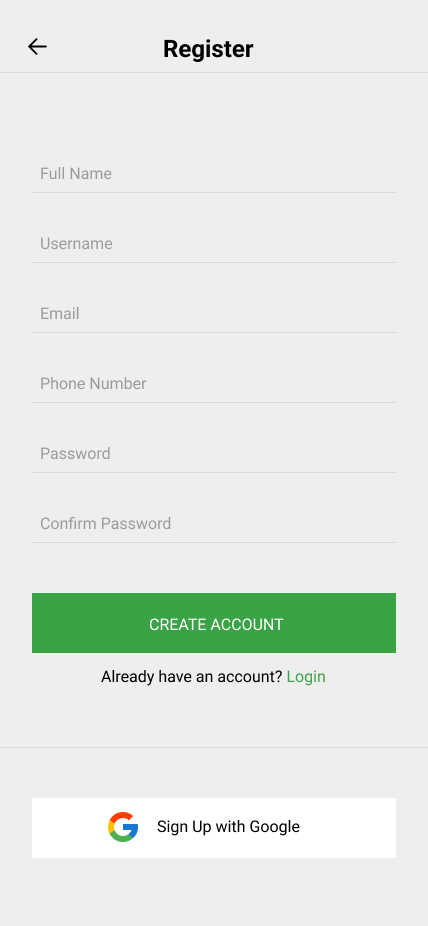 Register
Full Name
Username
Email
Phone Number
Password
Confirm Password
CREATE ACCOUNT
Already have an account? Login
Sign Up with Google